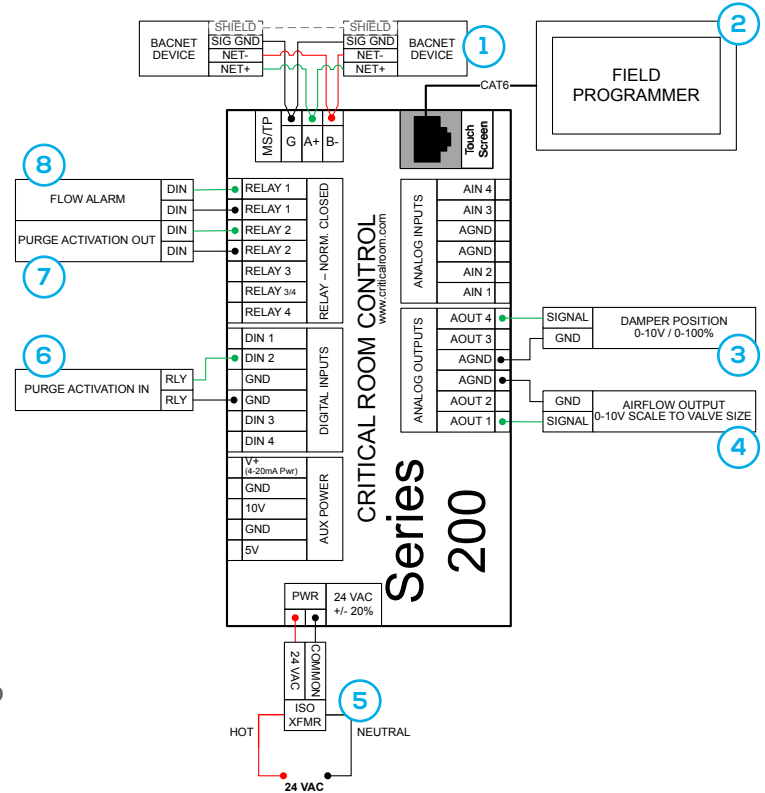 SHIELD
SIG GND
NET-
NET+
BACNET
DEVICE
SHIELD
SIG GND
NET-
NET+
BACNET
DEVICE
1
2
FIELD
PROGRAMMER
CAT6
MS/TP
G
A+
B-
Touch
Screen
8
FLOW ALARM
DIN
DIN
PURGE ACTIVATION OUT
DIN
DIN
7
RELAY 1
RELAY 1
RELAY 2
RELAY 2
RELAY 3
RELAY 3/4
RELAY 4
RELAY – NORM. CLOSED
6
PURGE ACTIVATION IN
RLY
RLY
DIN 1
DIN 2
GND
GND
DIN 3
DIN 4
DIGITAL INPUTS
V+
(4-20mA Pwr)
GND
10V
GND
5V
AUX POWER
CRITICAL ROOM CONTROL
www.criticalroom.com
Series
200
ANALOG INPUTS
AIN 4
AIN 3
AGND
AGND
AIN 2
AIN 1
ANALOG OUTPUTS
AOUT 4
AOUT 3
AGND
AGND
AOUT 2
AOUT 1
SIGNAL
GND
DAMPER POSITION
0-10V / 0-100%
3
GND
SIGNAL
AIRFLOW OUTPUT
0-10V SCALE TO VALVE SIZE
4
PWR
24 VAC
+/- 20%
24 VAC
COMMON
ISO
XFMR
5
HOT
NEUTRAL
24 VAC